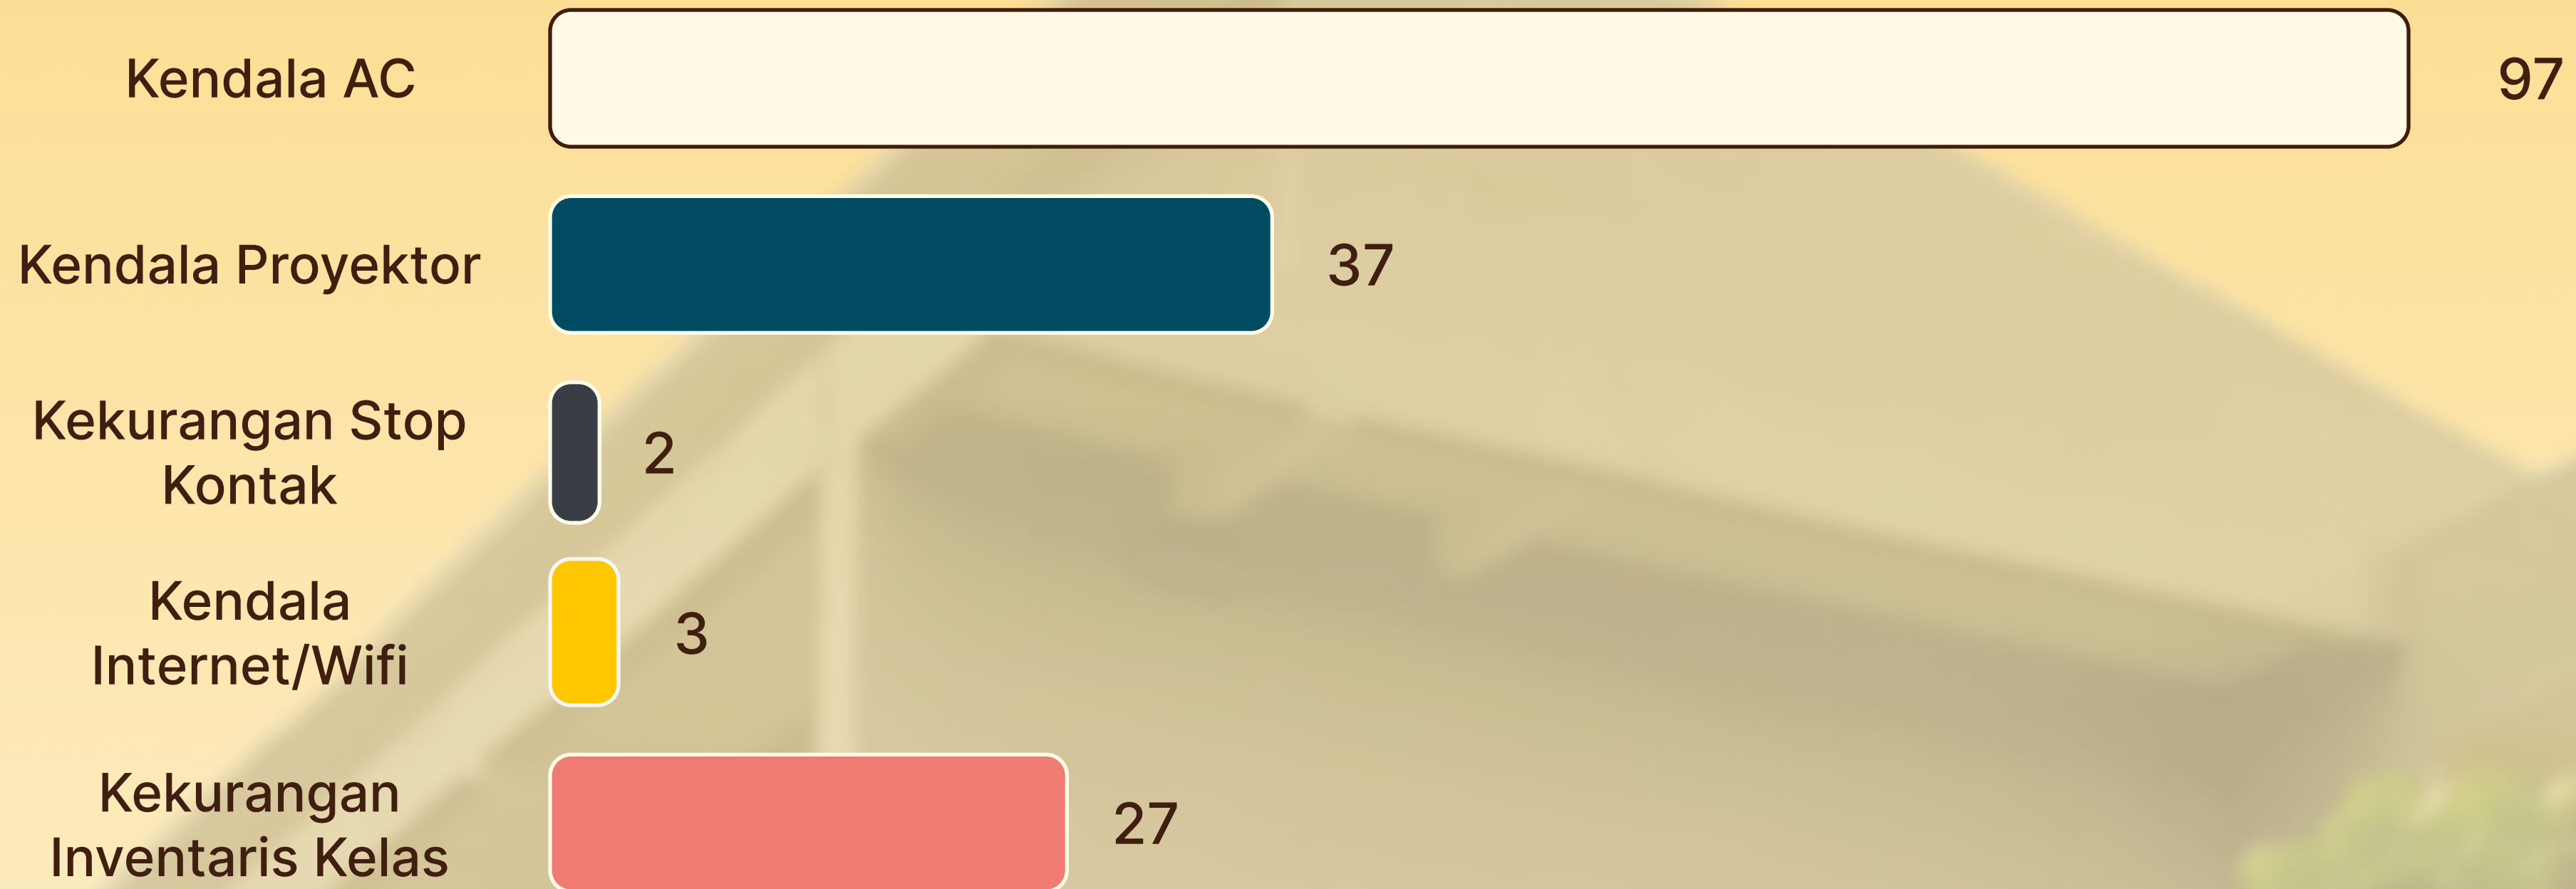 Kendala AC
97
Kendala Proyektor
37
Kekurangan Stop
Kontak
2
Kendala
Internet/Wifi
3
Kekurangan
Inventaris Kelas
27